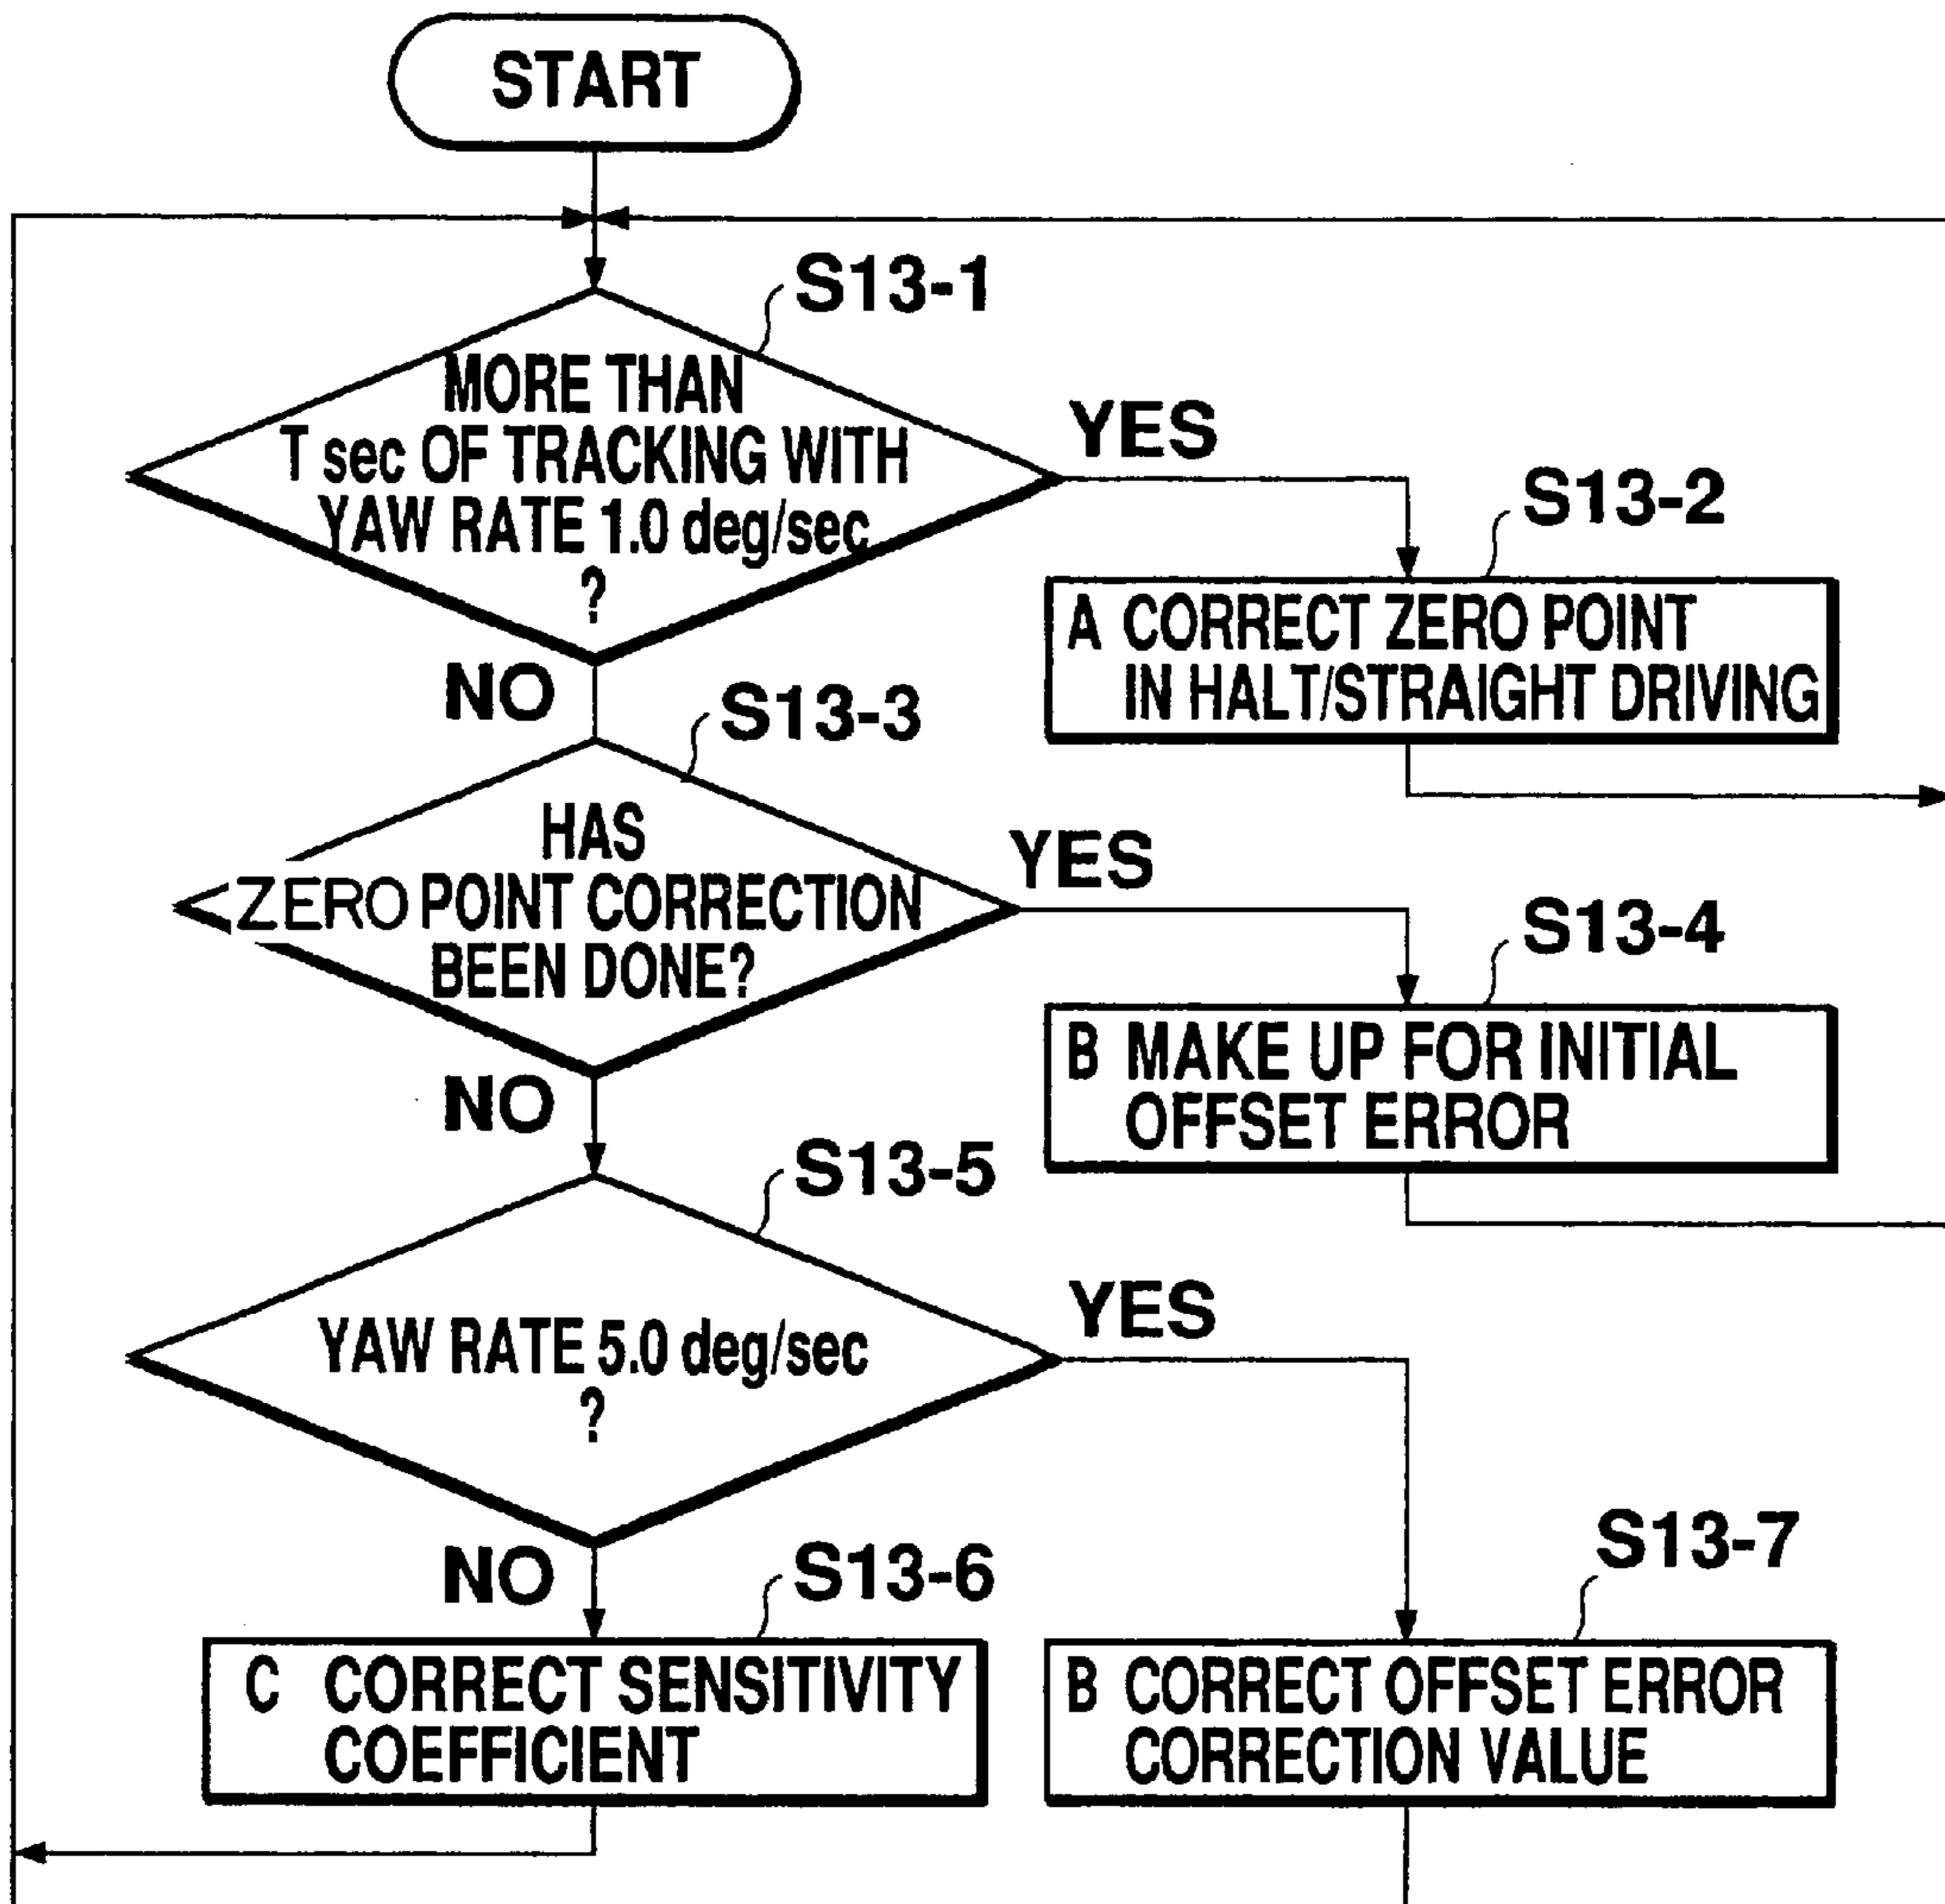 START
S13-1
MORE THAN
T sec OF TRACKING WITH
YAW RATE 1.0 deg/sec
?
YES
NO
S13-2
A CORRECT ZERO POINT
IN HALT/STRAIGHT DRIVING
S13-3
HAS
ZERO POINT CORRECTION
BEEN DONE?
YES
NO
S13-4
B MAKE UP FOR INITIAL
OFFSET ERROR
S13-5
YAW RATE 5.0 deg/sec
?
YES
NO
S13-6
C CORRECT SENSITIVITY
COEFFICIENT
S13-7
B CORRECT OFFSET ERROR
CORRECTION VALUE